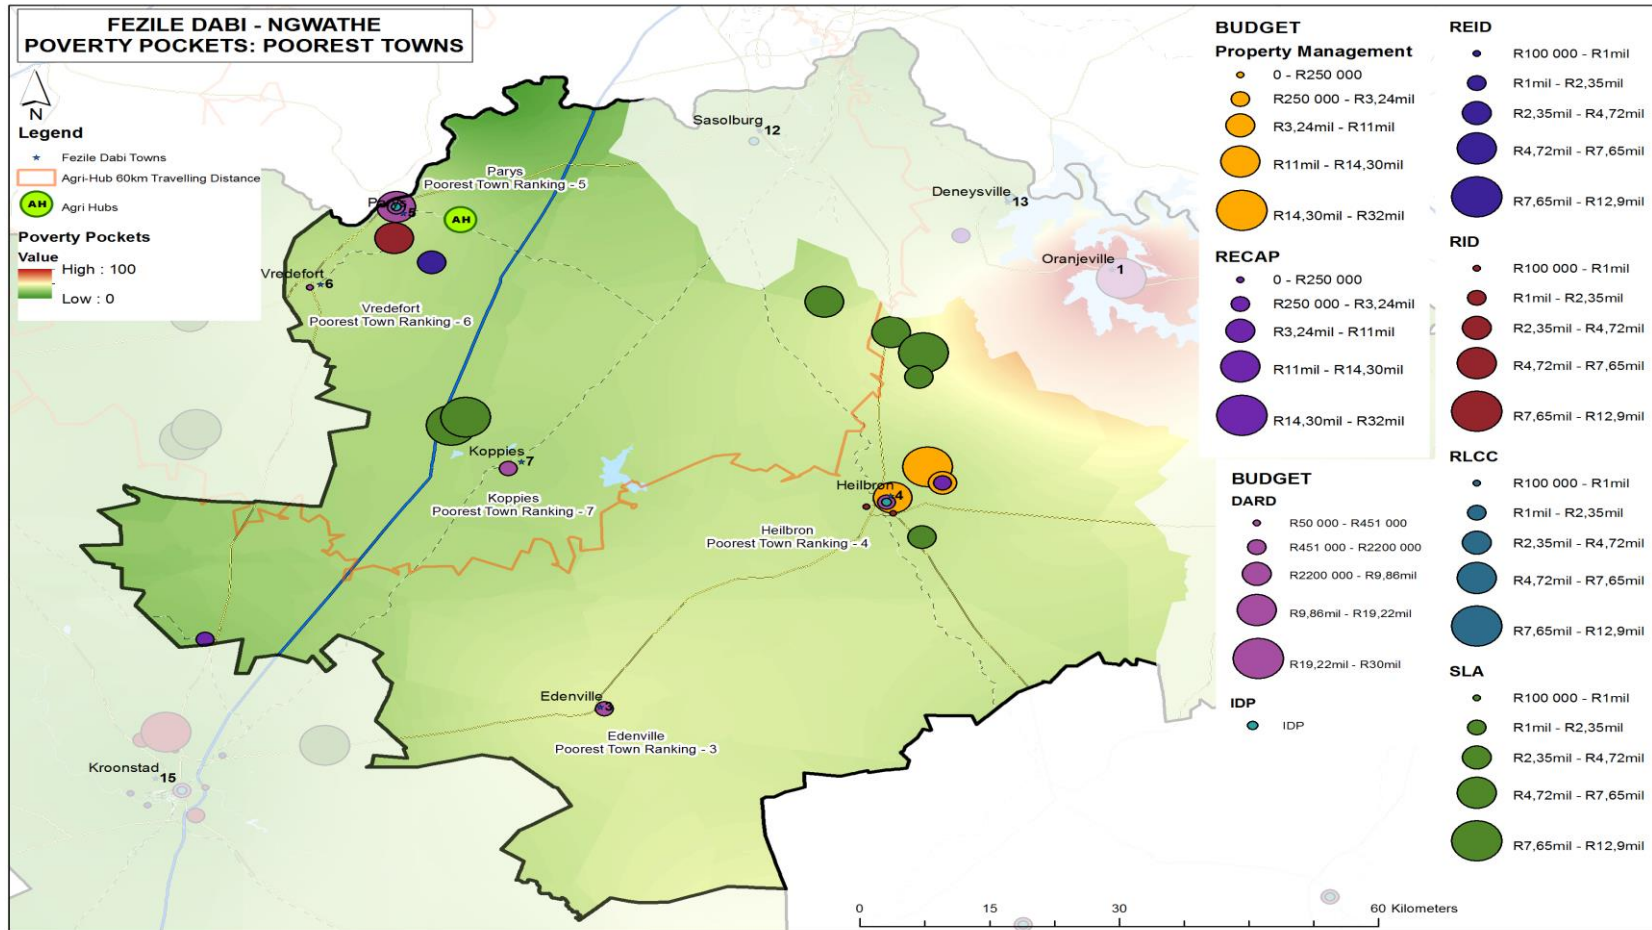 FEZILE DABI - NGWATHE
POVERTY POCKETS: POOREST TOWNS
N
Legend
Fezile Dabi Towns
Agri-Hub 60km Travelling Distance
AH
Agri Hubs
Poverty Pockets
Value
High : 100
Low : 0
Sasolburg
12
Parys
Poorest Town Ranking - 5
Deneysville
13
5
AH
Oranjeville
1
Vredefort
6
Vredefort
Poorest Town Ranking - 6
Koppies
7
Koppies
Poorest Town Ranking - 7
Heilbron
4
Heilbron
Poorest Town Ranking - 4
Edenville
3
Edenville
Poorest Town Ranking - 3
Kroonstad
15
0
15
30
60 Kilometers
BUDGET
Property Management
0 - R250 000
R250 000 - R3,24mil
R3,24mil - R11mil
R11mil - R14,30mil
R14,30mil - R32mil
RECAP
0 - R250 000
R250 000 - R3,24mil
R3,24mil - R11mil
R11mil - R14,30mil
R14,30mil - R32mil
BUDGET
DARD
R50 000 - R451 000
R451 000 - R2200 000
R2200 000 - R9,86mil
R9,86mil - R19,22mil
R19,22mil - R30mil
IDP
IDP
REID
R100 000 - R1mil
R1mil - R2,35mil
R2,35mil - R4,72mil
R4,72mil - R7,65mil
R7,65mil - R12,9mil
RID
R100 000 - R1mil
R1mil - R2,35mil
R2,35mil - R4,72mil
R4,72mil - R7,65mil
R7,65mil - R12,9mil
RLCC
R100 000 - R1mil
R1mil - R2,35mil
R2,35mil - R4,72mil
R4,72mil - R7,65mil
R7,65mil - R12,9mil
SLA
R100 000 - R1mil
R1mil - R2,35mil
R2,35mil - R4,72mil
R4,72mil - R7,65mil
R7,65mil - R12,9mil